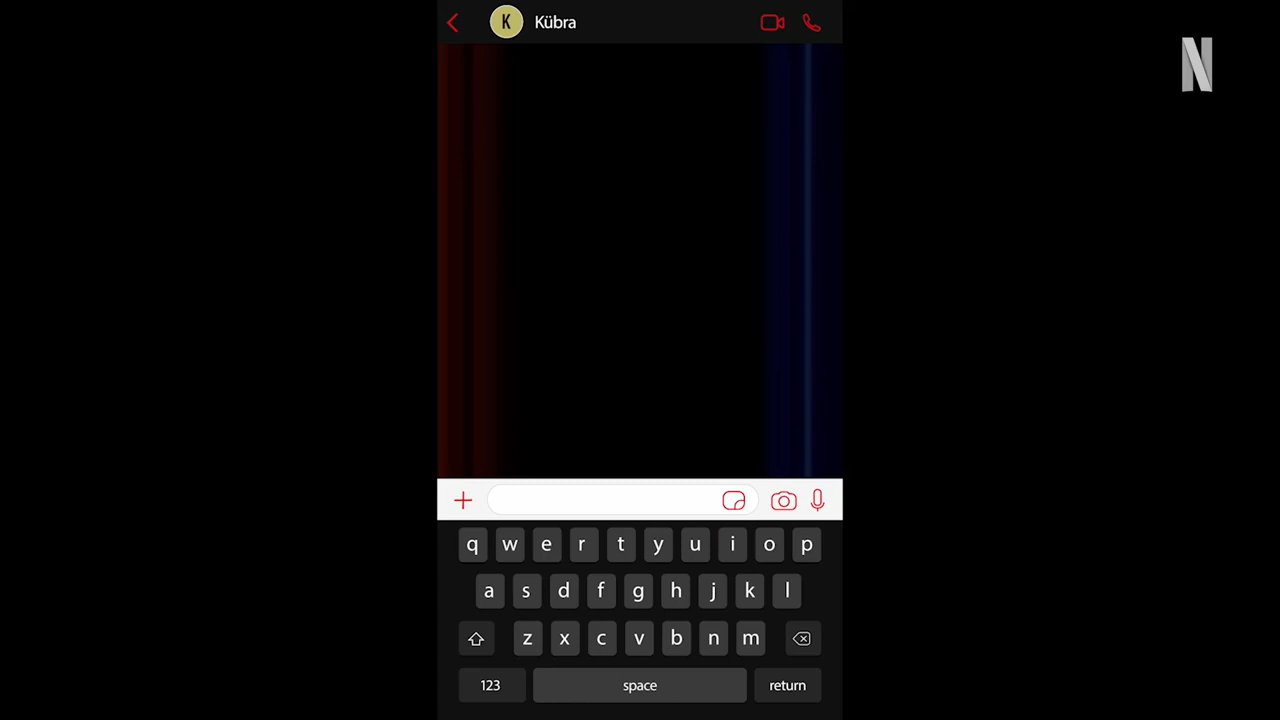 K Kübra
N
q w e r t y u i o p
a s d f g h j k l
z x c v b n m
123 space return